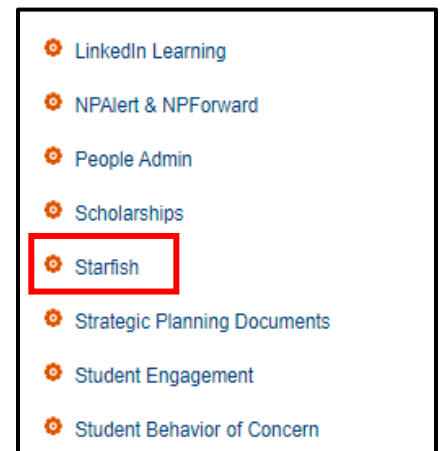 LinkedIn Learning
NPAlert & NPForward
People Admin
Scholarships
Starfish
Strategic Planning Documents
Student Engagement
Student Behavior of Concern